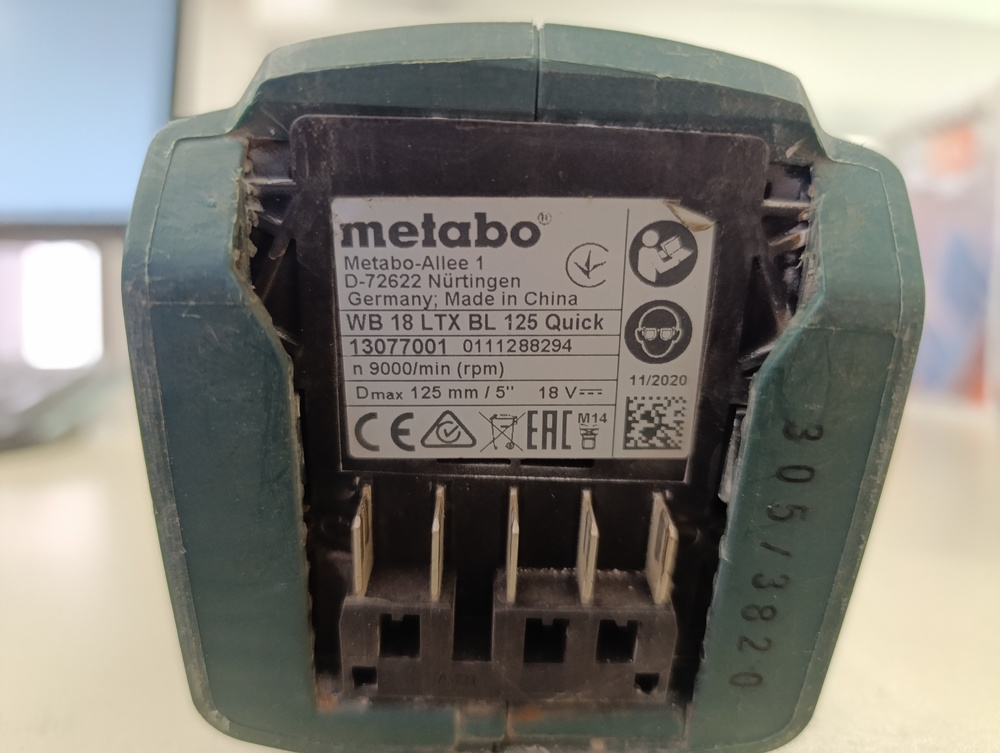 metabo®
Metabo-Allee 1
D-72622 Nürtingen
Germany; Made in China
WB 18 LTX BL 125 Quick
13077001 0111288294
n 9000/min (rpm)
Dmax 125 mm / 5" 18 V
11/2020
CE EAC M14
305/3820